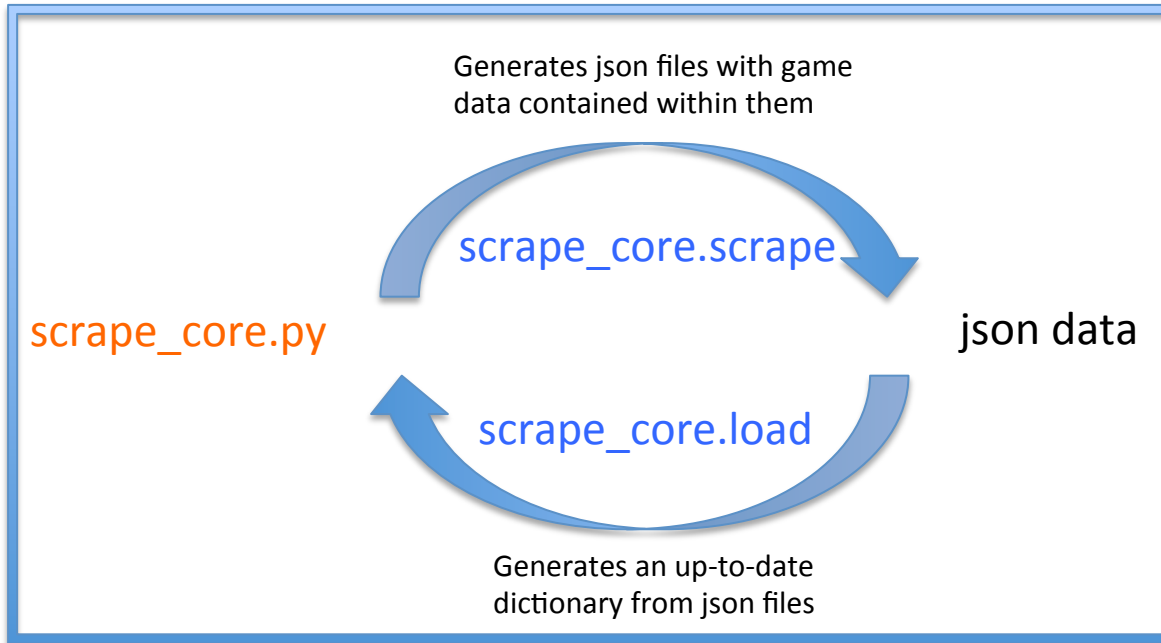 Generates json files with game
data contained within them
scrape_core.scrape
scrape_core.py
json data
scrape_core.load
Generates an up-to-date
dictionary from json files